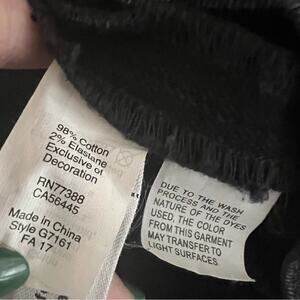 98% Cotton
2% Elastane
Exclusive of
Decoration
RN77388
CA56445
Made in China
Style G7161
FA 17
DUE TO THE WASH
PROCESS AND THE
NATURE OF THE DYES
USED, THE COLOR
FROM THIS GARMENT
MAY TRANSFER TO
LIGHT SURFACES